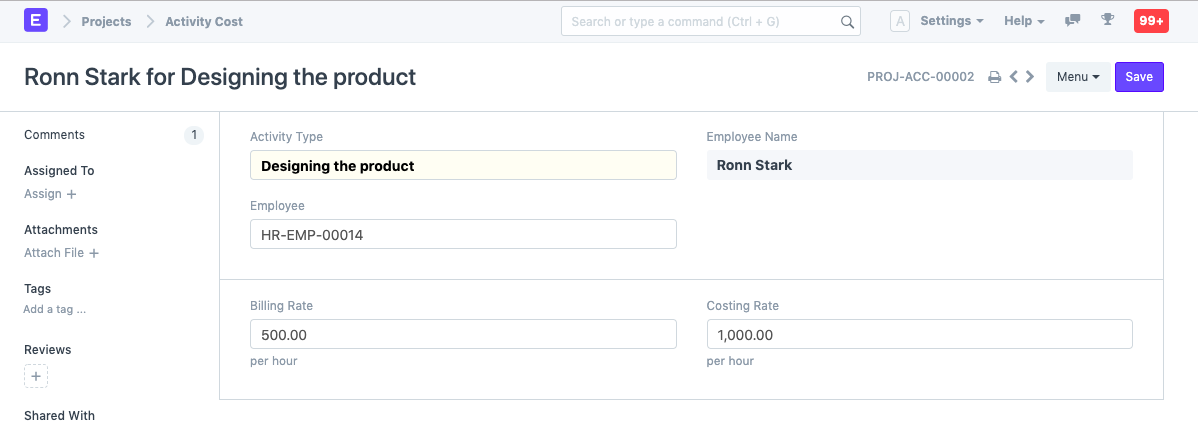 E Projects Activity Cost Search or type a command (Ctrl + G) A Settings Help 99+
Ronn Stark for Designing the product PROJ-ACC-00002 Menu Save
Comments 1
Assigned To
Assign +
Attachments
Attach File +
Tags
Add a tag ...
Reviews
+
Shared With
Activity Type
Designing the product
Employee Name
Ronn Stark
Employee
HR-EMP-00014
Billing Rate
500.00
per hour
Costing Rate
1,000.00
per hour